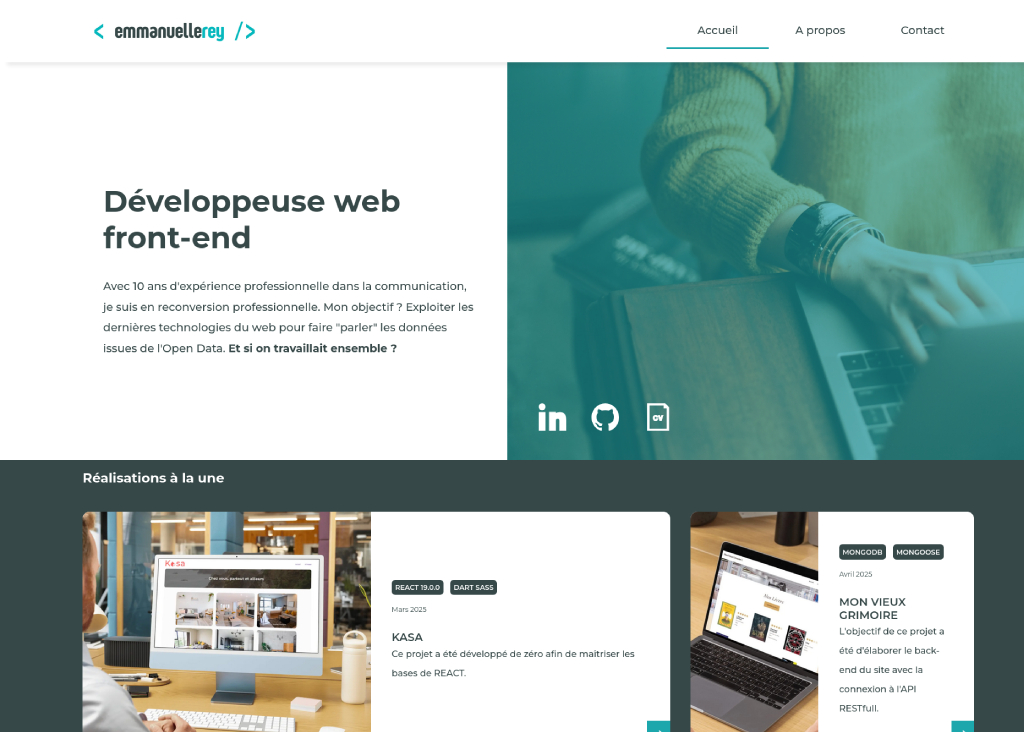 < emmanuellerey />
Accueil
A propos
Contact
Développeuse web
front-end
Avec 10 ans d'expérience professionnelle dans la communication,
je suis en reconversion professionnelle. Mon objectif ? Exploiter les
dernières technologies du web pour faire "parler" les données
issues de l'Open Data. Et si on travaillait ensemble ?
in
CV
Réalisations à la une
Kasa
Chez vous, partout et ailleurs
REACT 19.0.0
DART SASS
Mars 2025
KASA
Ce projet a été développé de zéro afin de maîtriser les
bases de REACT.
Mes Livres
MONGODB
MONGOOSE
Avril 2025
MON VIEUX
GRIMOIRE
L'objectif de ce projet a
été d'élaborer le back-
end du site avec la
connexion à l'API
RESTfull.